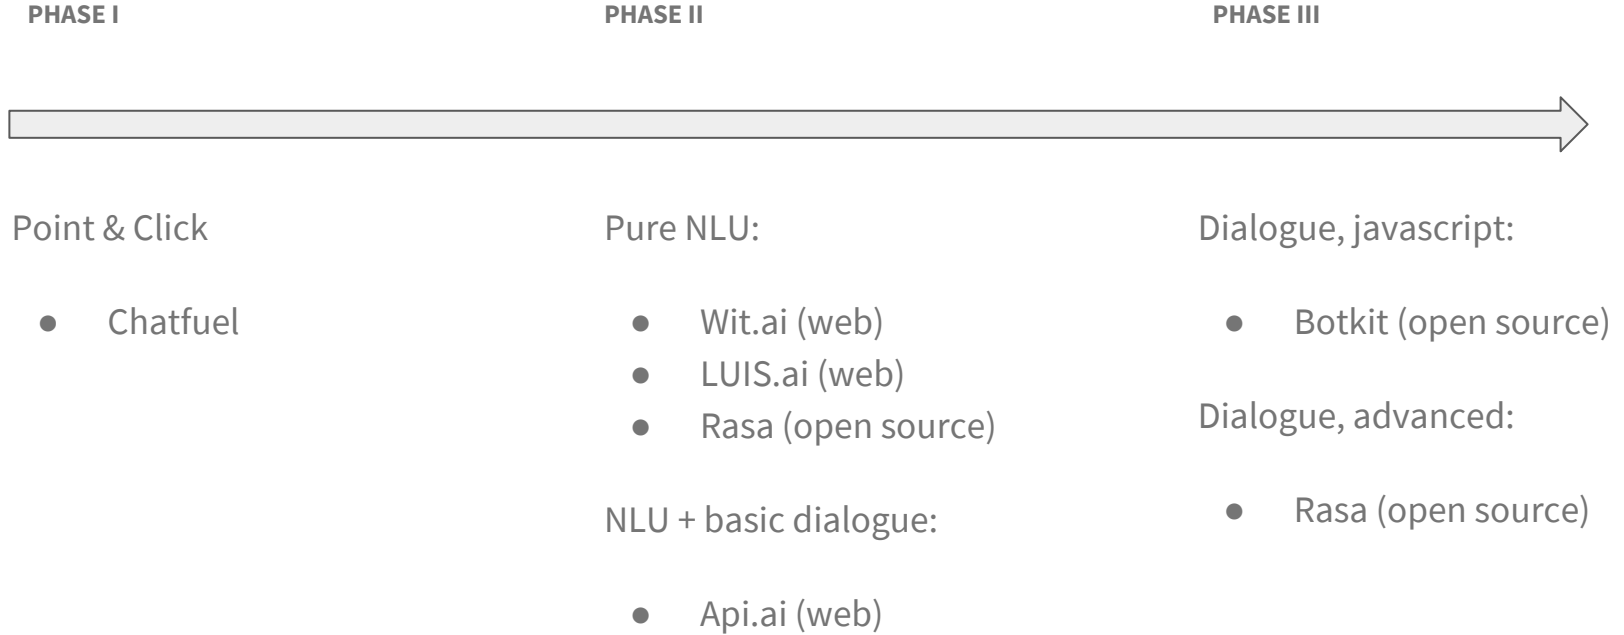 PHASE I
PHASE II
PHASE III
Point & Click
● Chatfuel
Pure NLU:
● Wit.ai (web)
● LUIS.ai (web)
● Rasa (open source)
NLU + basic dialogue:
● Api.ai (web)
Dialogue, javascript:
● Botkit (open source)
Dialogue, advanced:
● Rasa (open source)